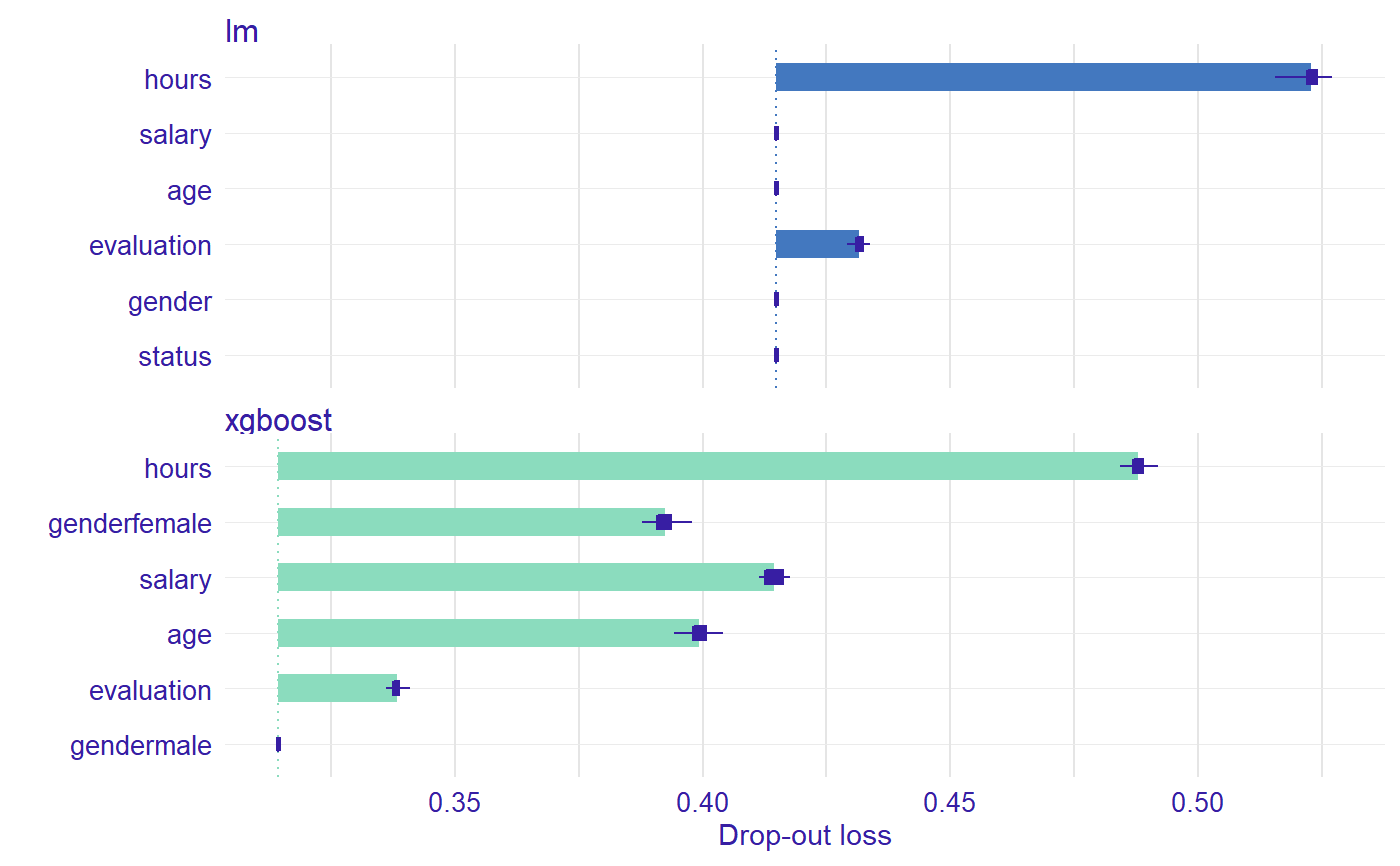 lm
hours
salary
age
evaluation
gender
status
xgboost
hours
genderfemale
salary
age
evaluation
gendermale
0.35 0.40 0.45 0.50
Drop-out loss